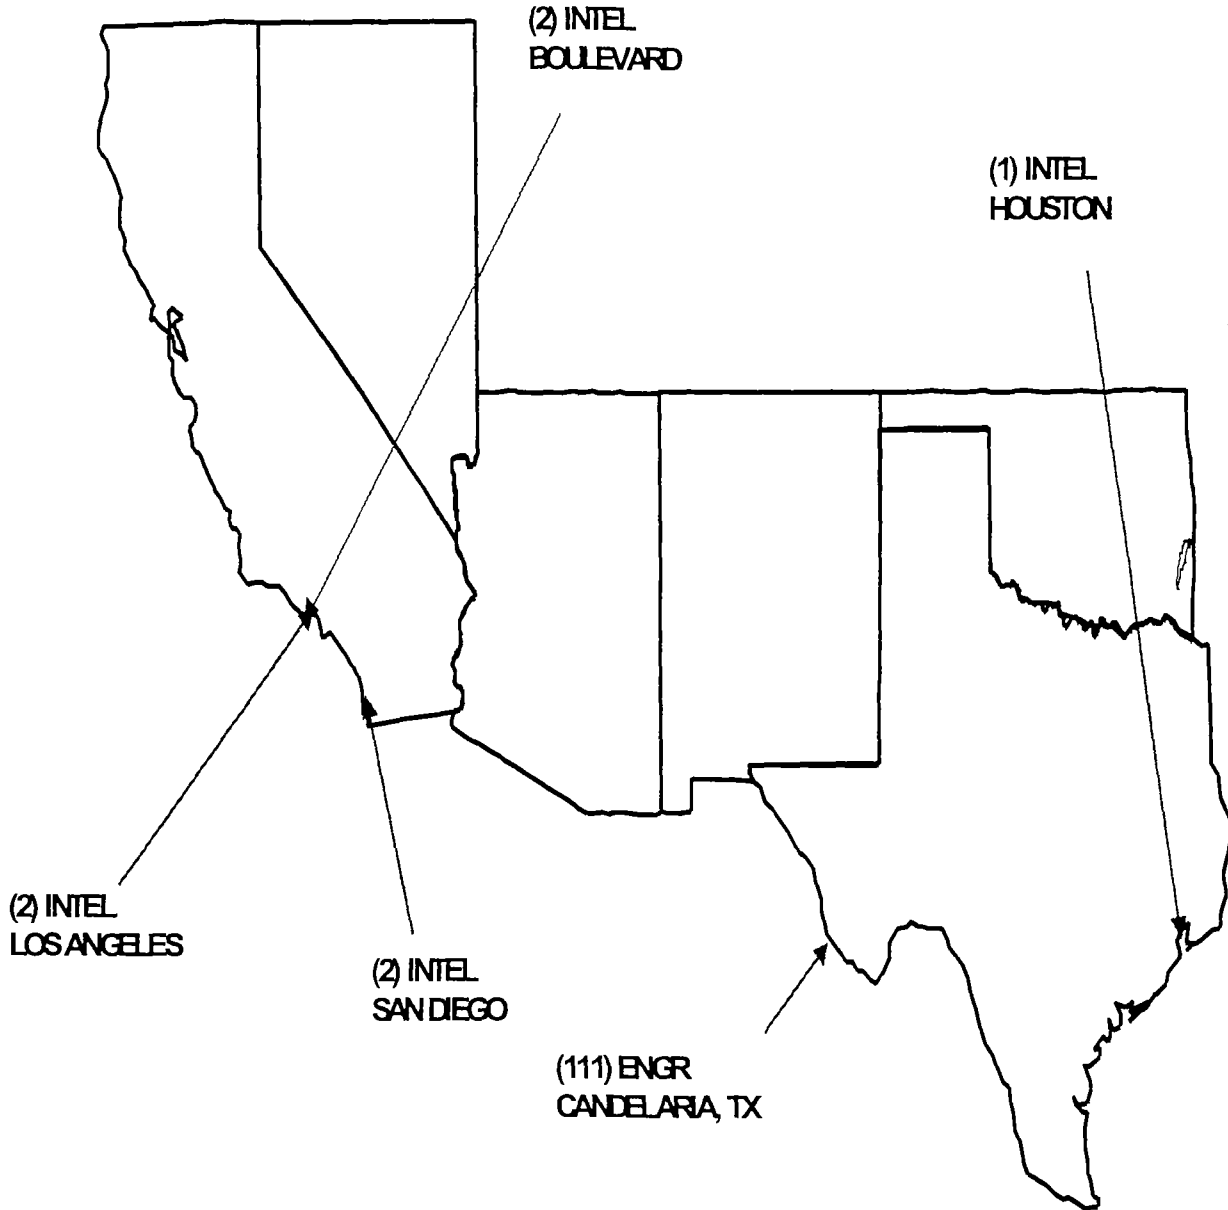 (2) INTEL
BOULEVARD
(1) INTEL
HOUSTON
(2) INTEL
LOS ANGELES
(2) INTEL
SAN DIEGO
(111) ENGR
CANDELARIA, TX